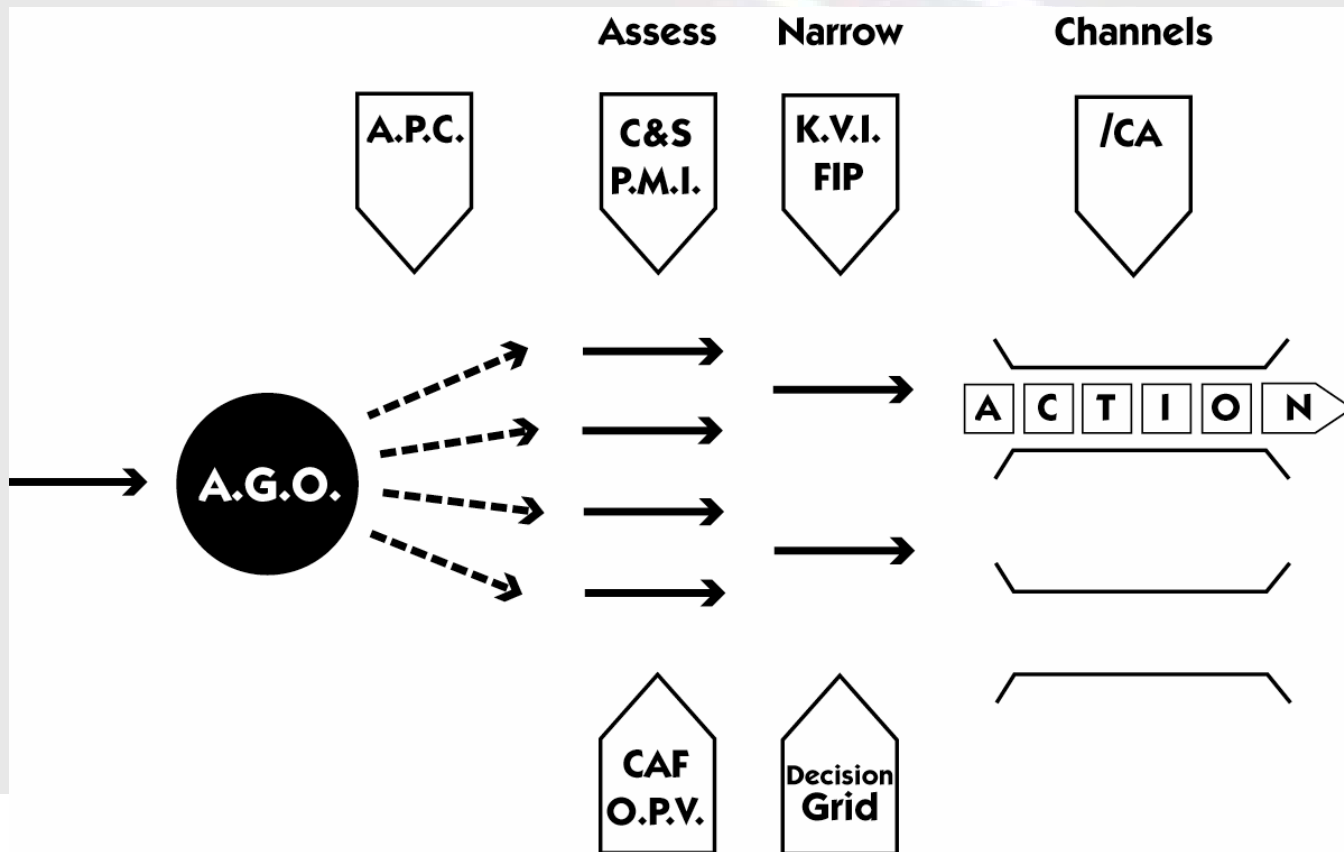 Assess
Narrow
Channels
A.P.C.
C&S
P.M.I.
K.V.I.
FIP
/CA
A.G.O.
A C T I O N
CAF
O.P.V.
Decision
Grid